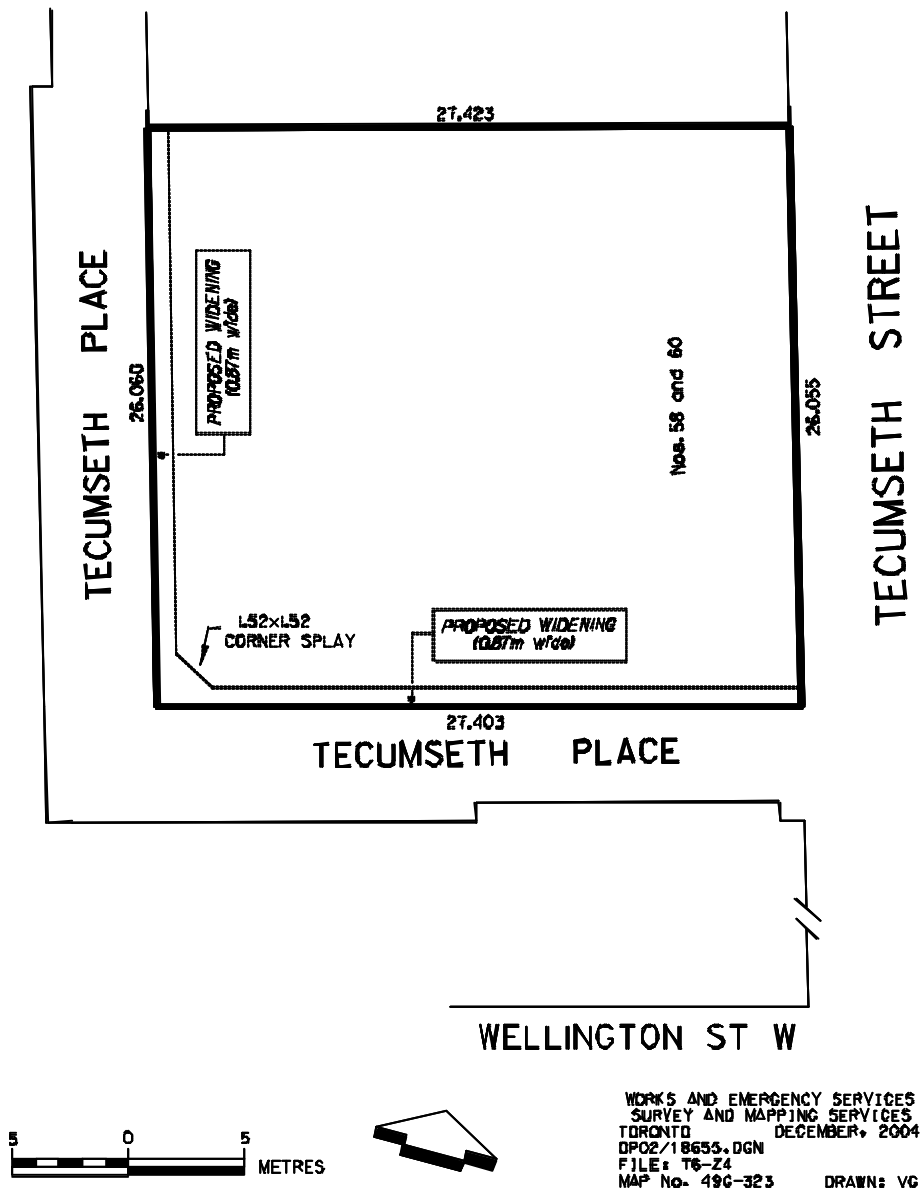 27.423
TECUMSETH PLACE
26.060
PROPOSED WIDENING
(0.87m wide)
Nos. 58 and 60
26.055
TECUMSETH STREET
1.52x1.52
CORNER SPLAY
PROPOSED WIDENING
(0.87m wide)
27.403
TECUMSETH PLACE
WELLINGTON ST W
5 0 5
METRES
WORKS AND EMERGENCY SERVICES
SURVEY AND MAPPING SERVICES
TORONTO DECEMBER, 2004
DP02/18655.DGN
FILE: T6-Z4
MAP No. 49G-323 DRAWN: VG